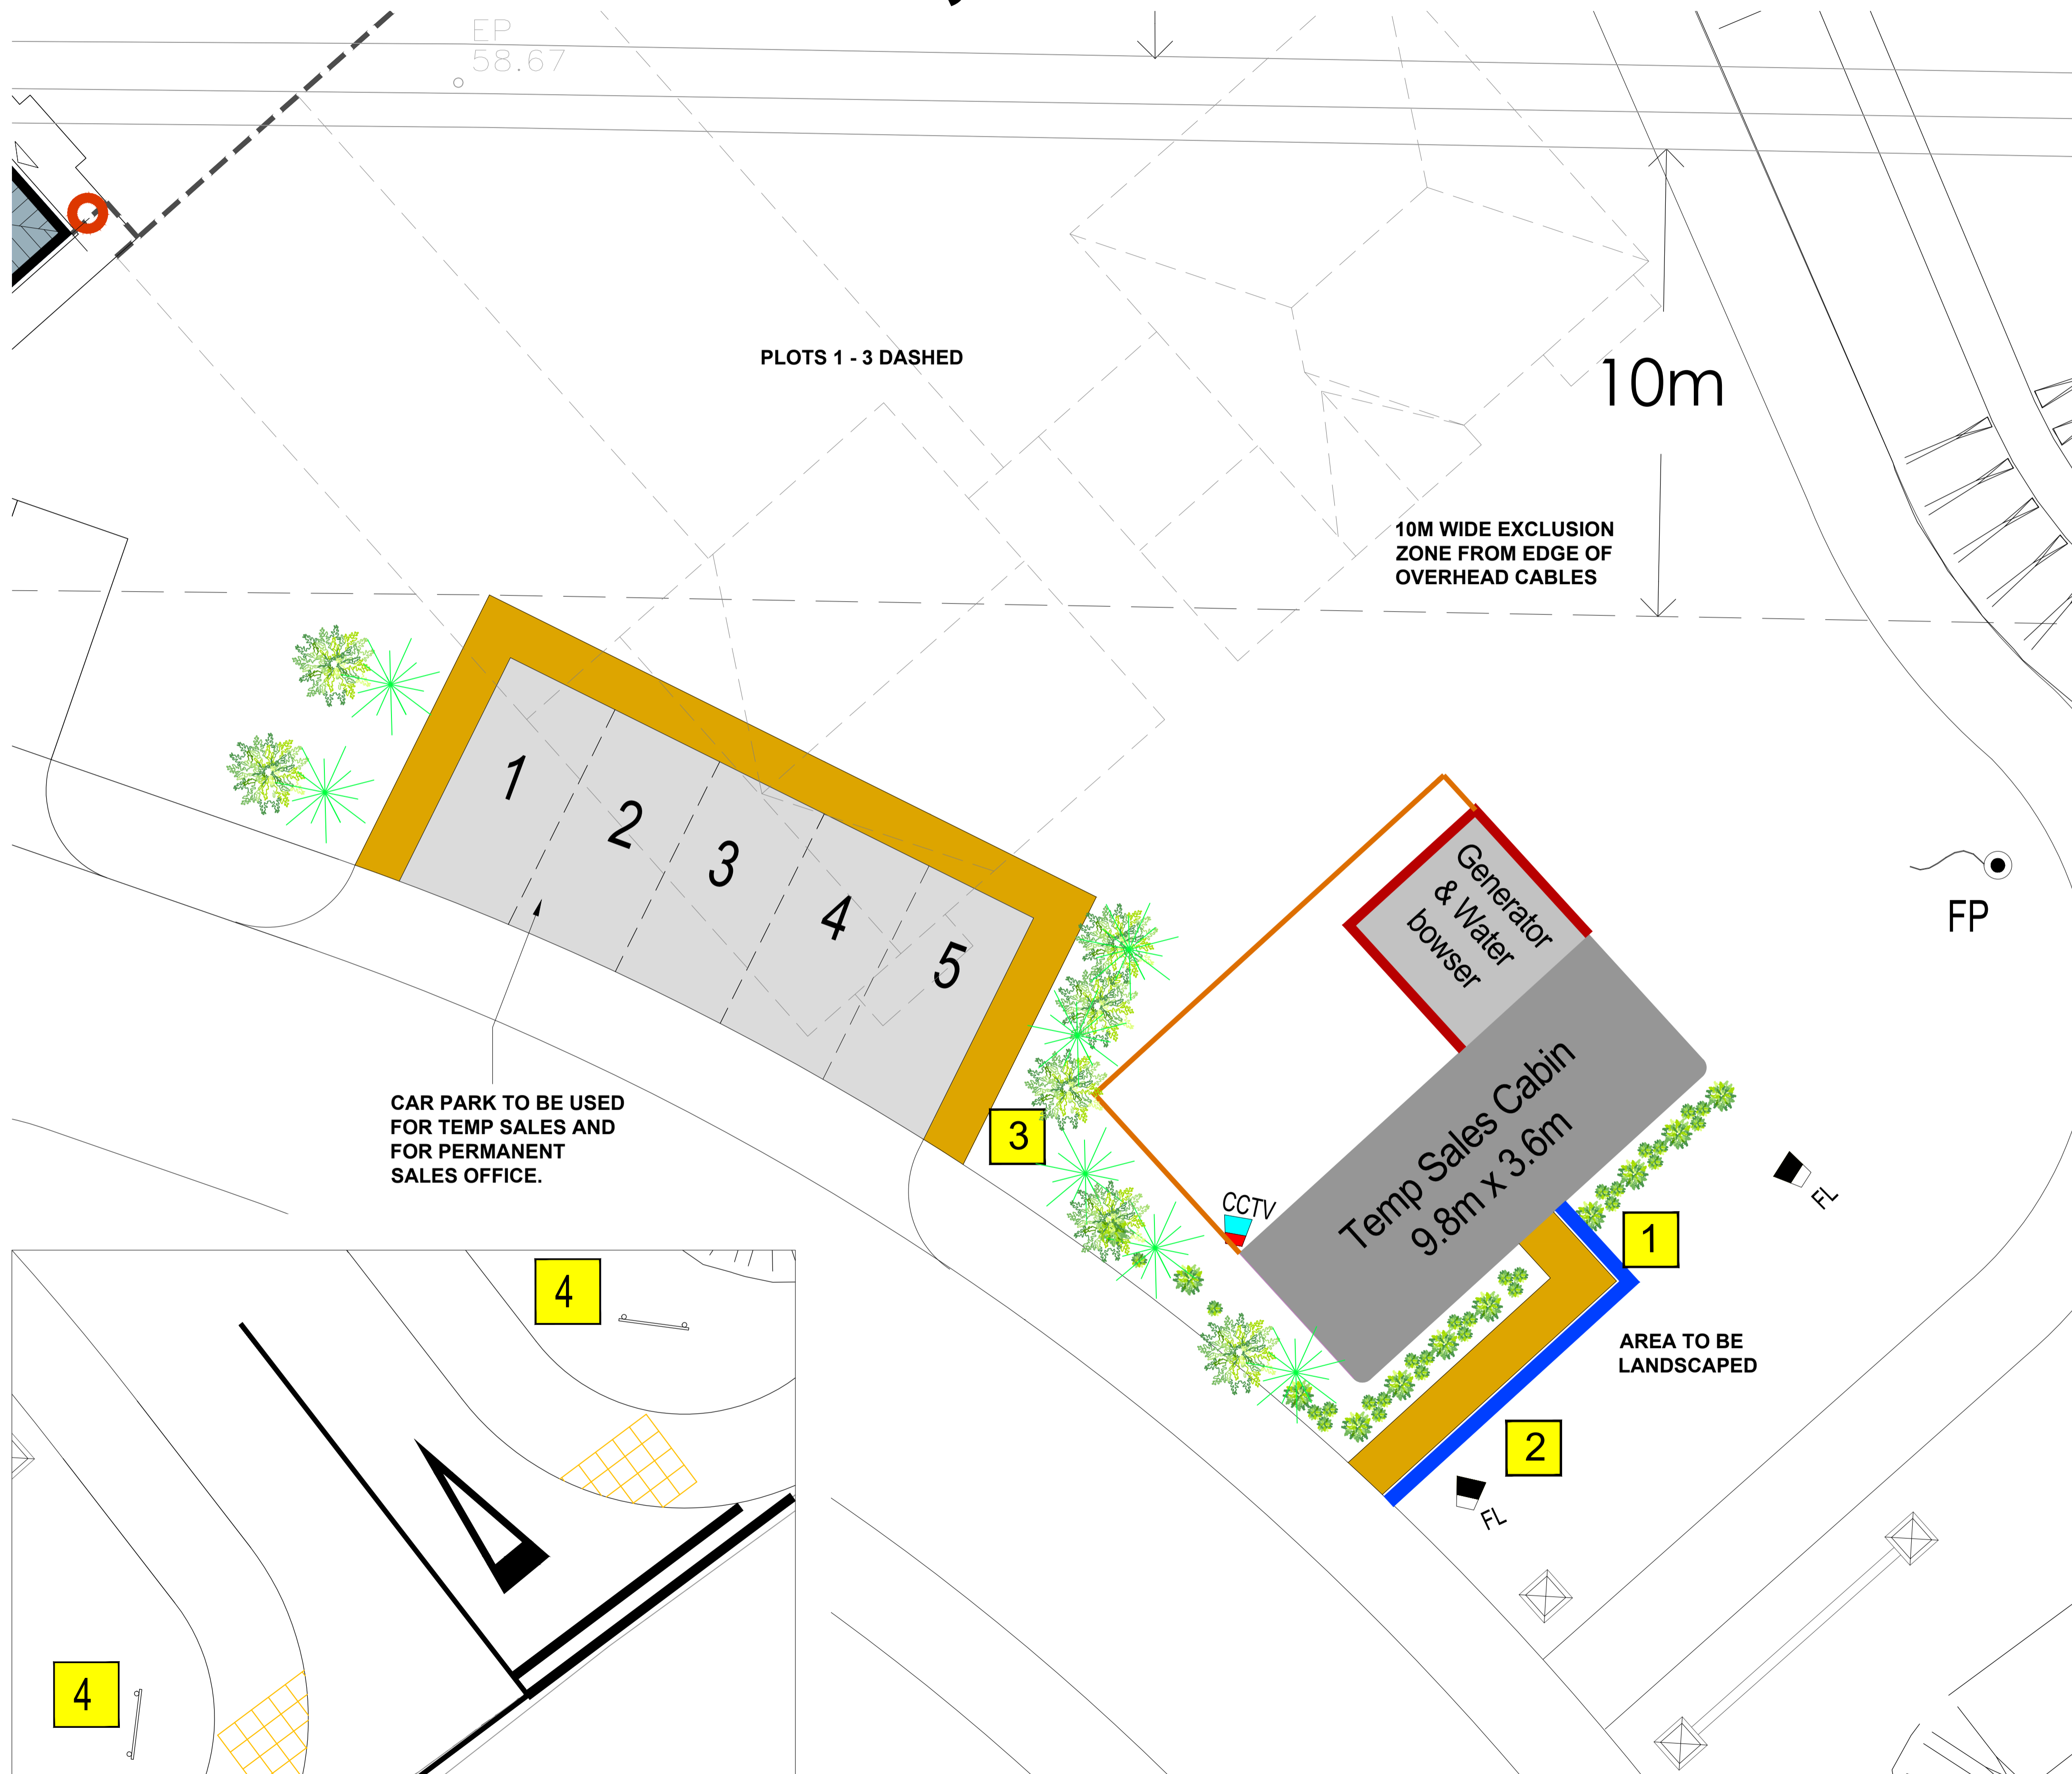 EP
58.67
PLOTS 1 - 3 DASHED
10m
10M WIDE EXCLUSION
ZONE FROM EDGE OF
OVERHEAD CABLES
1
2
3
4
5
Generator
& Water
bowser
FP
CAR PARK TO BE USED
FOR TEMP SALES AND
FOR PERMANENT
SALES OFFICE.
3
Temp Sales Cabin
9.8m x 3.6m
CCTV
FL
1
AREA TO BE
LANDSCAPED
2
FL
4
4